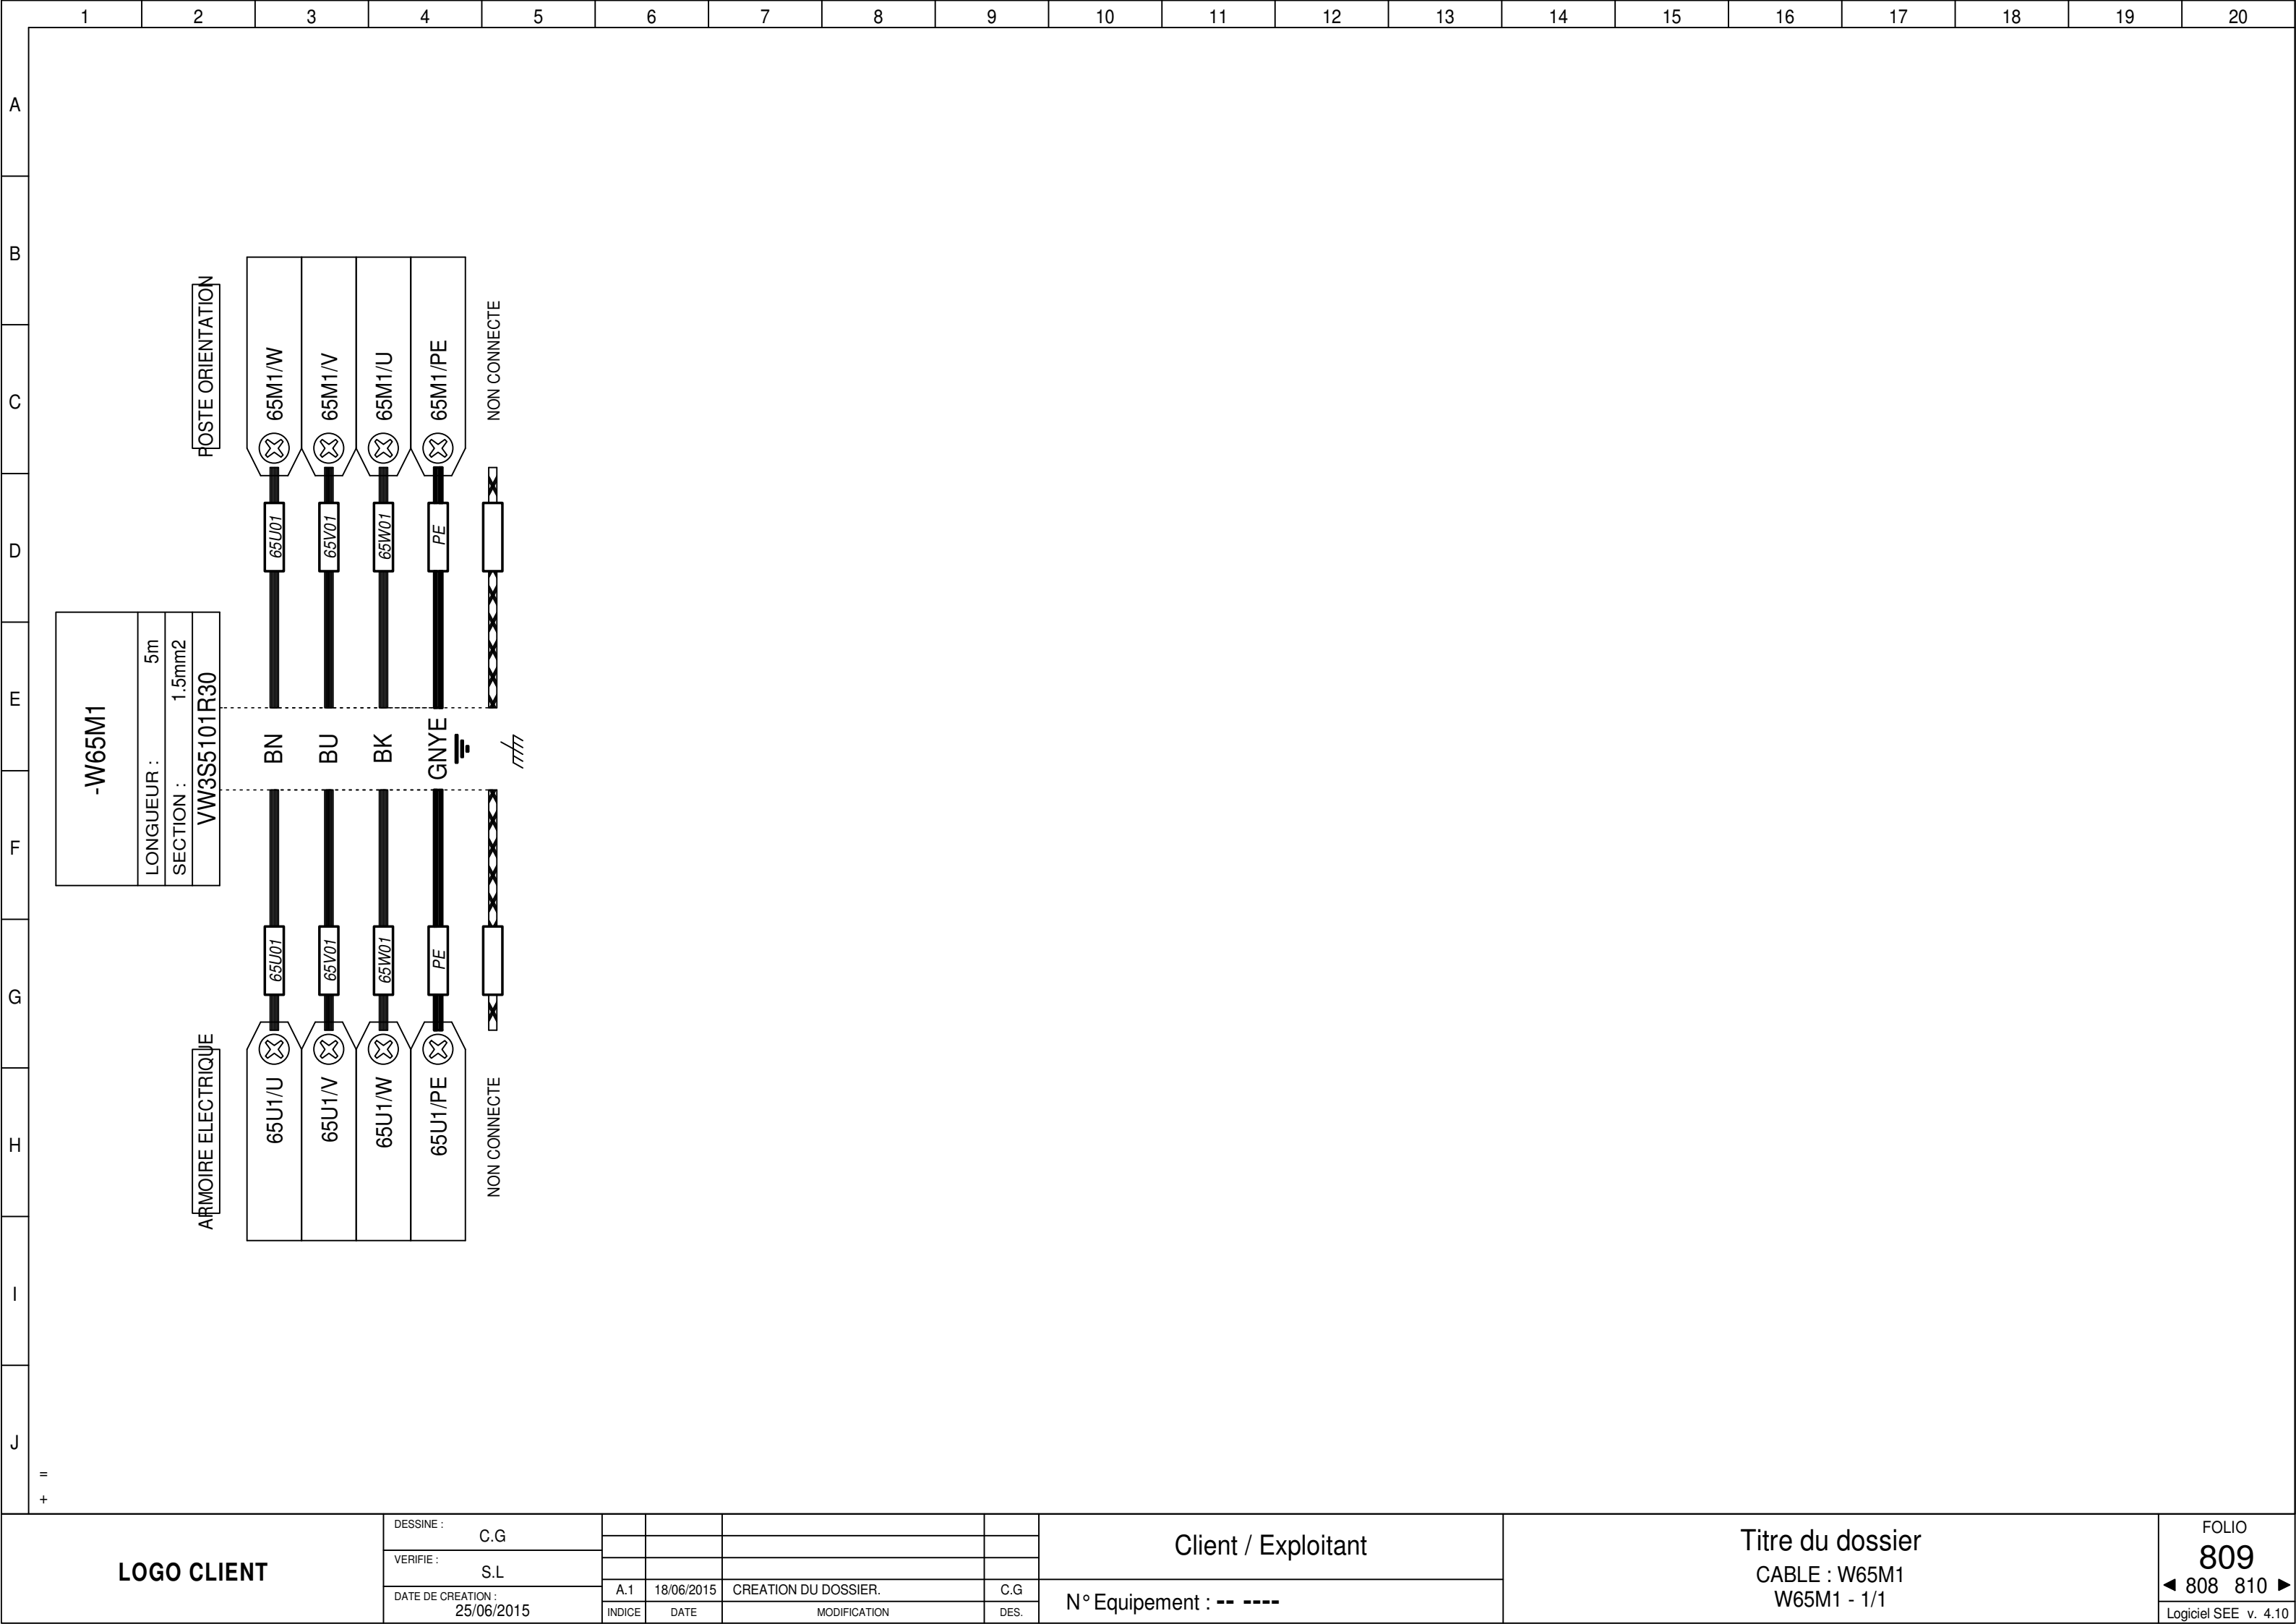 1 2 3 4 5 6 7 8 9 10 11 12 13 14 15 16 17 18 19 20
A
B
C
D
E
F
G
H
I
J
-W65M1
LONGUEUR : 5m
SECTION : 1.5mm2
VW3S5101R30
POSTE ORIENTATION
65M1/W
65M1/V
65M1/U
65M1/PE
NON CONNECTE
65U01
65V01
65W01
PE
BN
BU
BK
GNYE
65U01
65V01
65W01
PE
ARMOIRE ELECTRIQUE
65U1/U
65U1/V
65U1/W
65U1/PE
NON CONNECTE
=
+
LOGO CLIENT
DESSINE :
C.G
VERIFIE :
S.L
DATE DE CREATION :
25/06/2015
A.1 18/06/2015 CREATION DU DOSSIER. C.G
INDICE DATE MODIFICATION DES.
Client / Exploitant
N° Equipement : -- ----
Titre du dossier
CABLE : W65M1
W65M1 - 1/1
FOLIO
809
808 810
Logiciel SEE v. 4.10